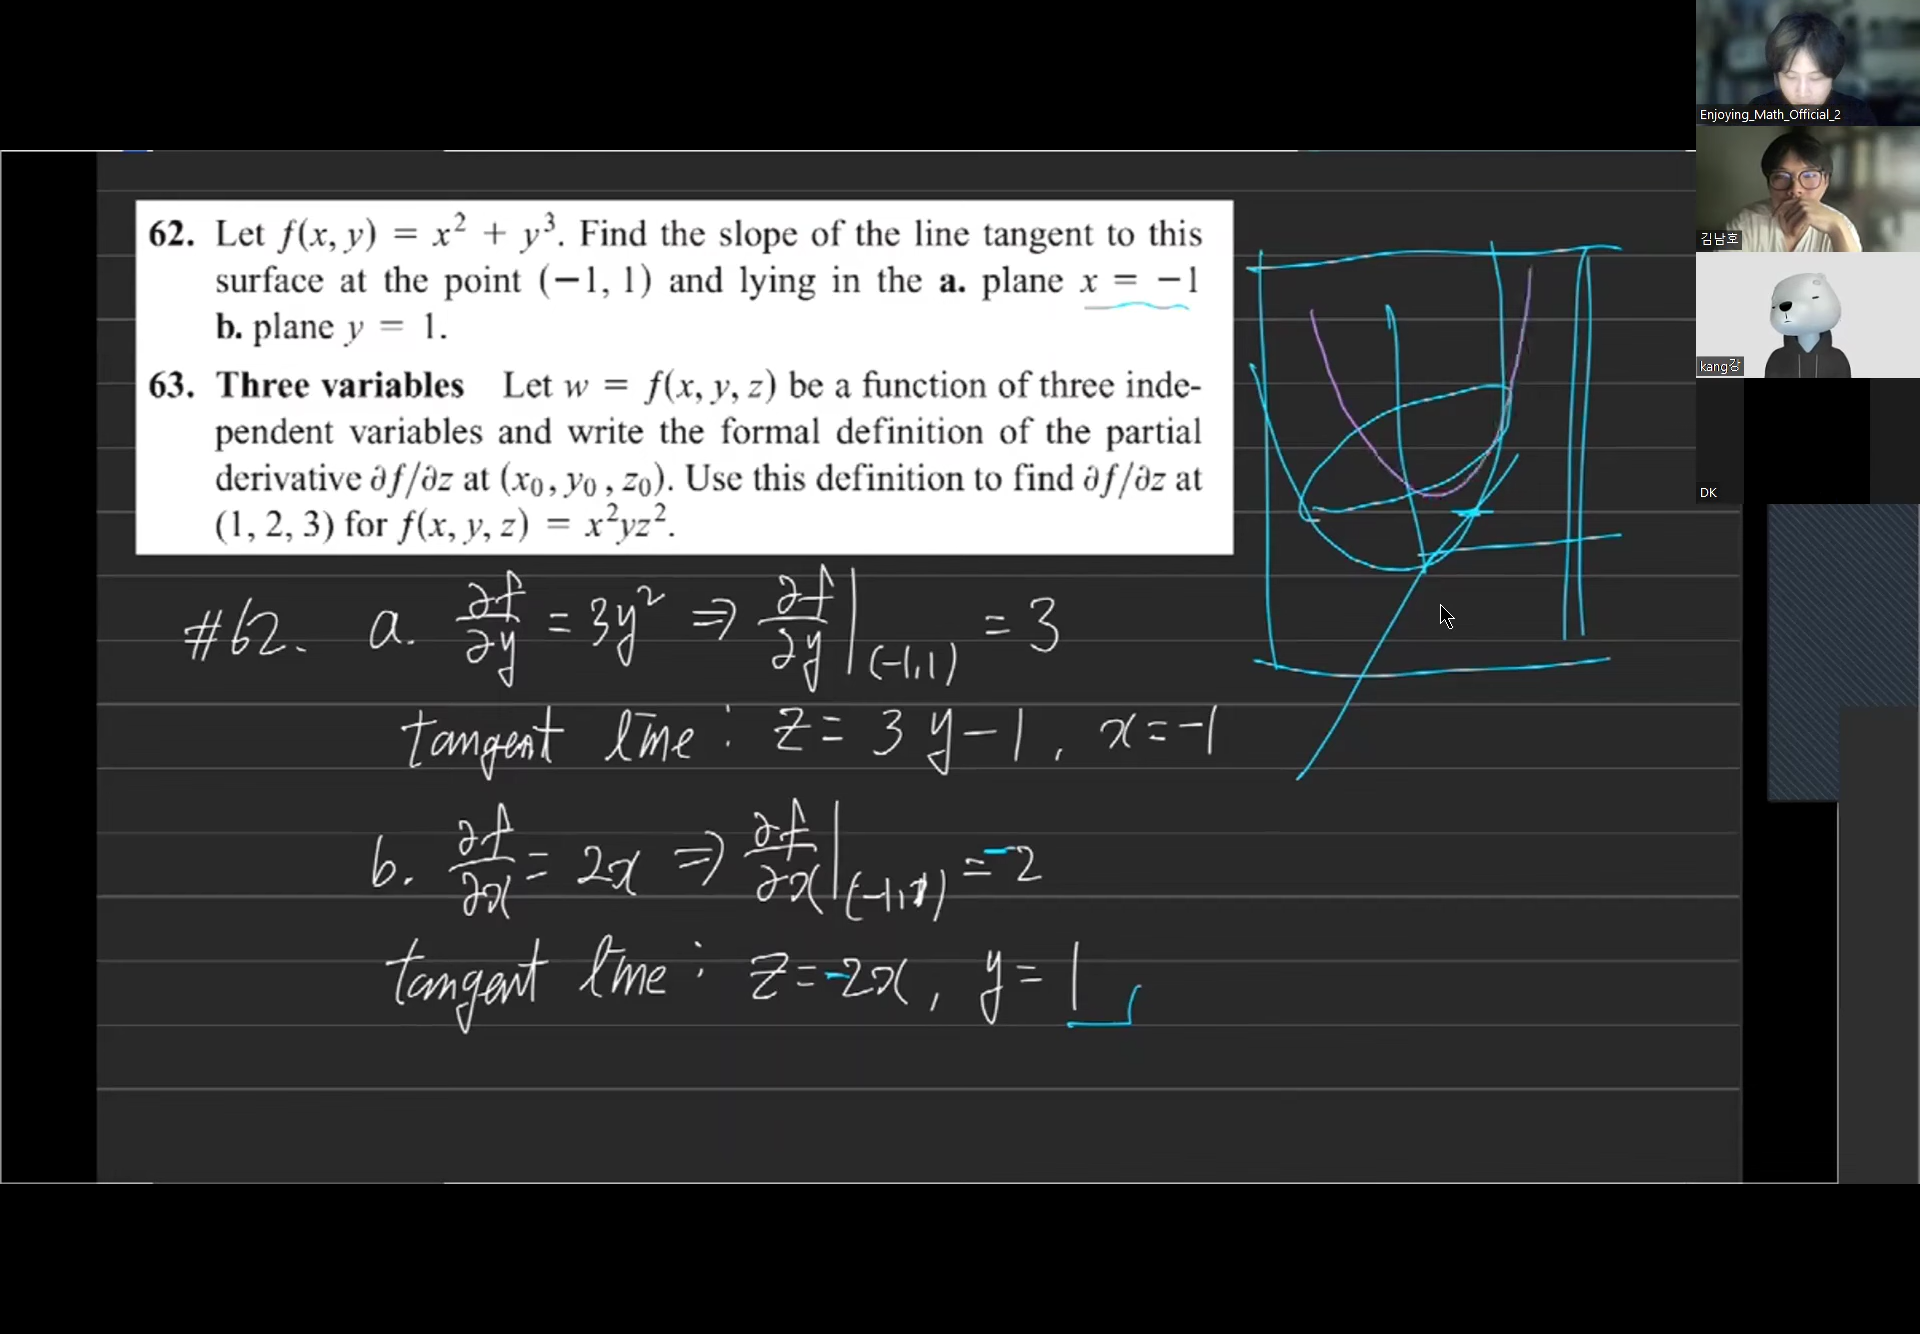 Enjoying_Math_Official_2
김남호
kang강
DK
62. Let f(x, y) = x² + y³. Find the slope of the line tangent to this
surface at the point (−1, 1) and lying in the a. plane x = −1
b. plane y = 1.
63. Three variables Let w = f(x, y, z) be a function of three inde-
pendent variables and write the formal definition of the partial
derivative ∂f/∂z at (x₀, y₀, z₀). Use this definition to find ∂f/∂z at
(1, 2, 3) for f(x, y, z) = x²yz².
#62. a. ∂f/∂y = 3y² ⇒ ∂f/∂y|(-1,1) = 3
tangent line : z = 3y-1, x=-1
b. ∂f/∂x = 2x ⇒ ∂f/∂x|(-1,1) = -2
tangent line : z=-2x, y=1